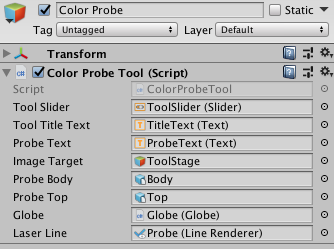 Color Probe Static
Tag Untagged Layer Default
Transform
Color Probe Tool (Script)
Script ColorProbeTool
Tool Slider ToolSlider (Slider)
Tool Title Text TitleText (Text)
Probe Text ProbeText (Text)
Image Target ToolStage
Probe Body Body
Probe Top Top
Globe Globe (Globe)
Laser Line Probe (Line Renderer)